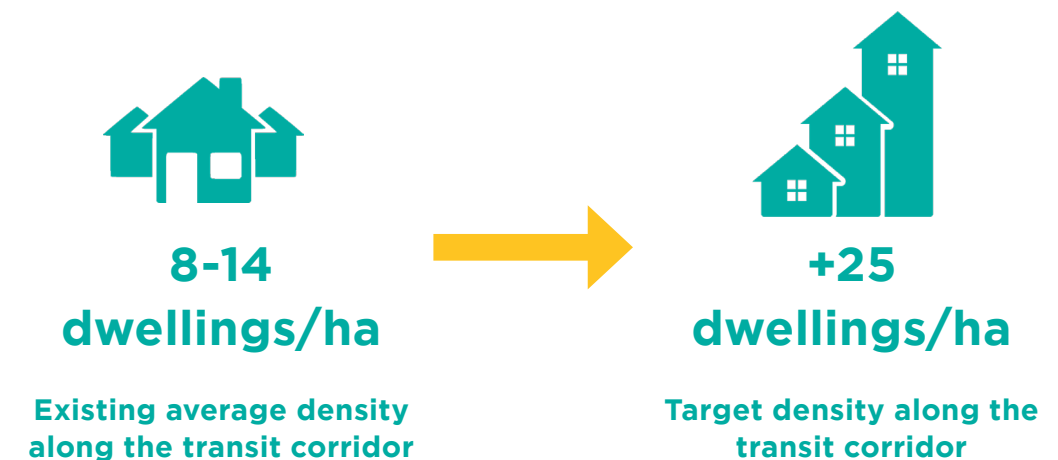 8-14
dwellings/ha
Existing average density
along the transit corridor
+25
dwellings/ha
Target density along the
transit corridor